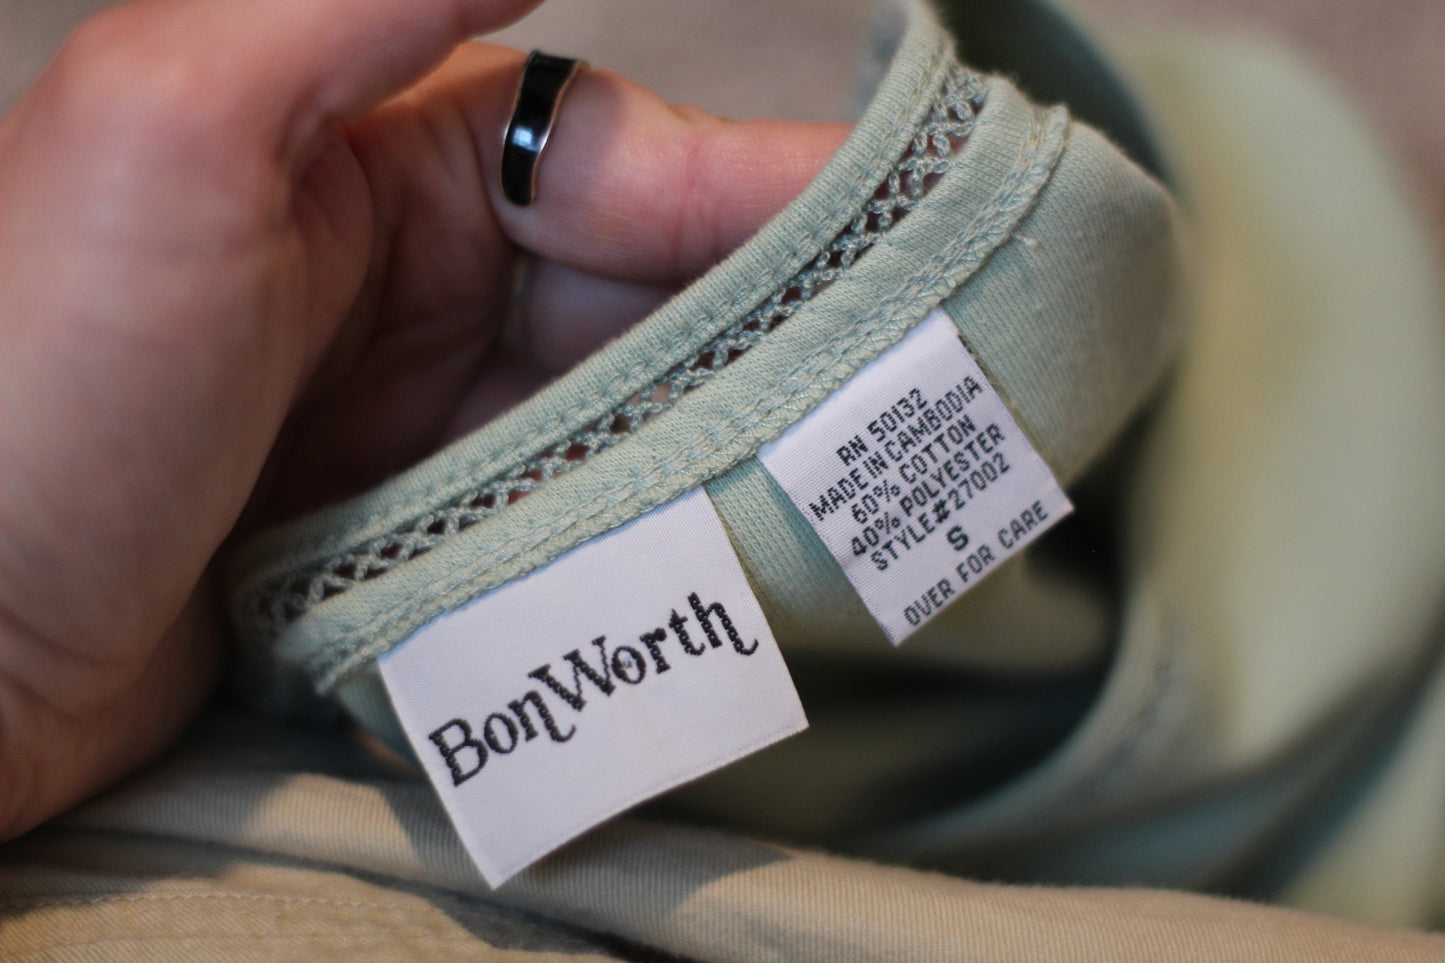 BonWorth
RN 50132
MADE IN CAMBODIA
60% COTTON
40% POLYESTER
STYLE#27002
S
OVER FOR CARE